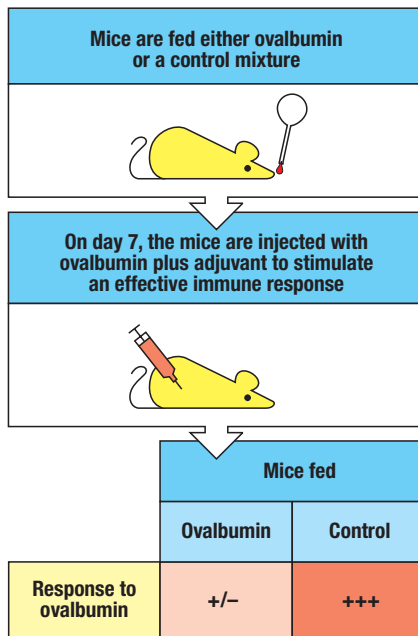 Mice are fed either ovalbumin
or a control mixture
On day 7, the mice are injected with
ovalbumin plus adjuvant to stimulate
an effective immune response
Mice fed
Ovalbumin
Control
Response to
ovalbumin
+/–
+++